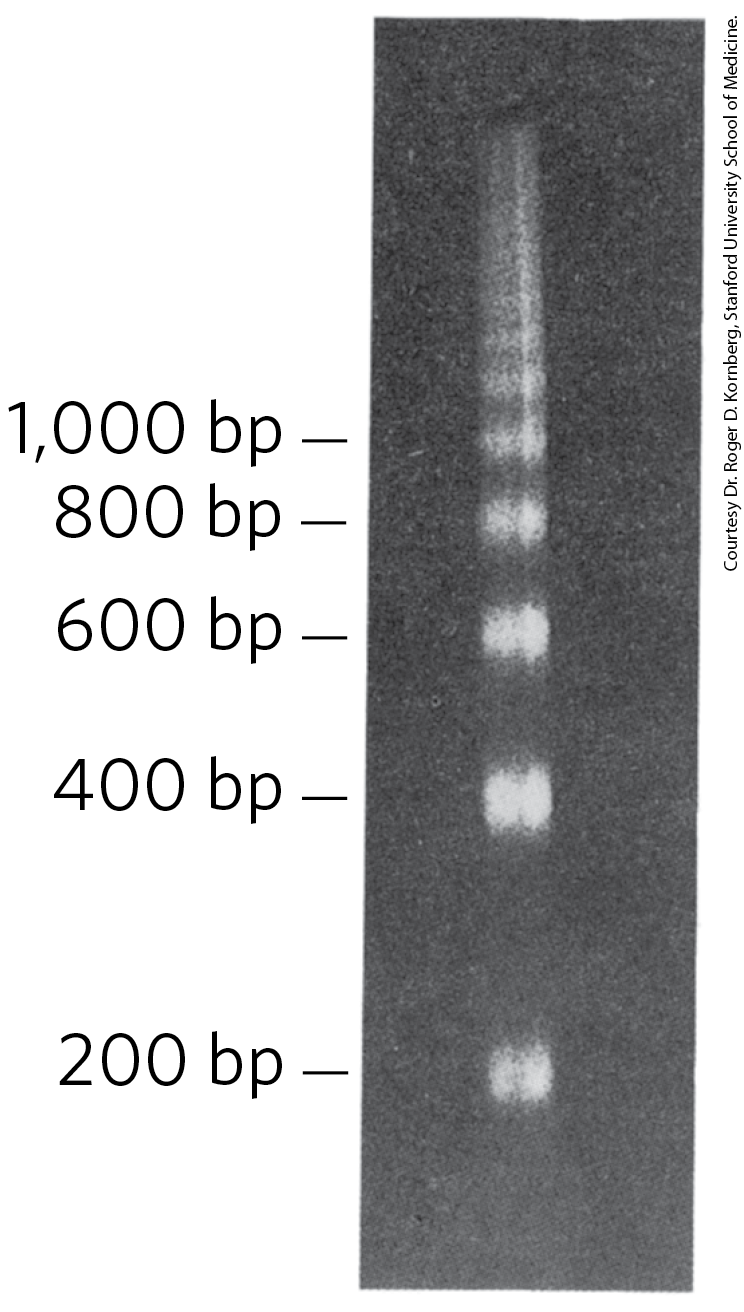 1,000 bp
800 bp
600 bp
400 bp
200 bp
Courtesy Dr. Roger D. Kornberg, Stanford University School of Medicine.